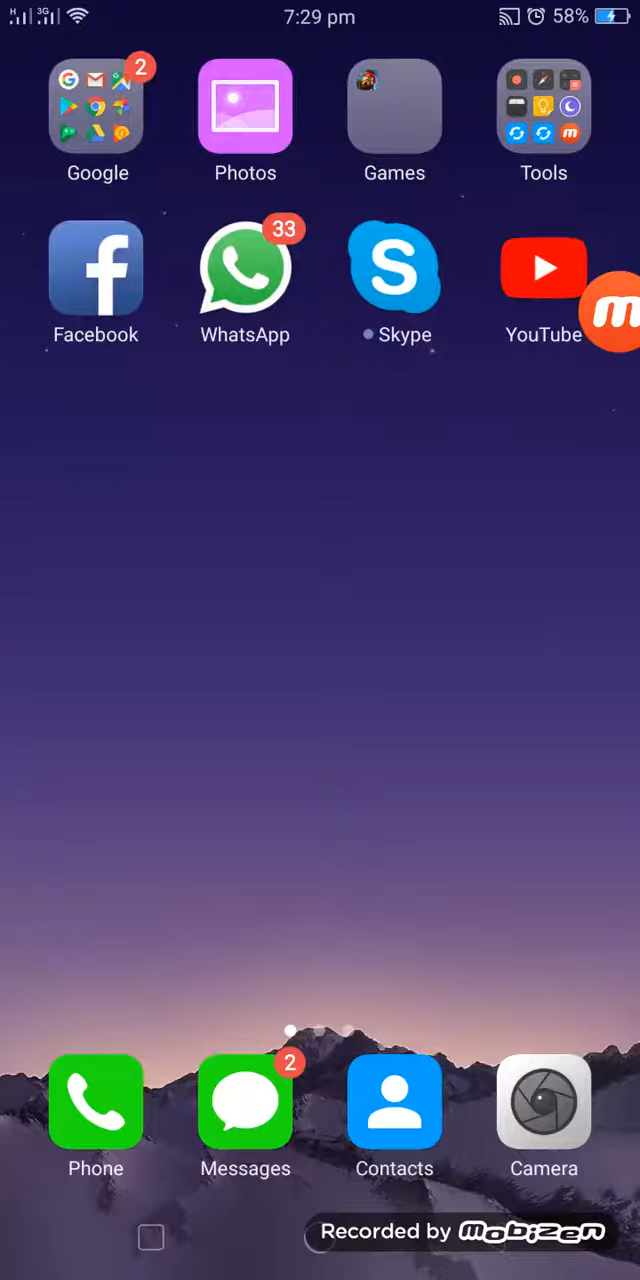 H 3G 7:29 pm 58%
2
Google Photos Games Tools
33
Facebook WhatsApp Skype YouTube
2
Phone Messages Contacts Camera
Recorded by mobizen